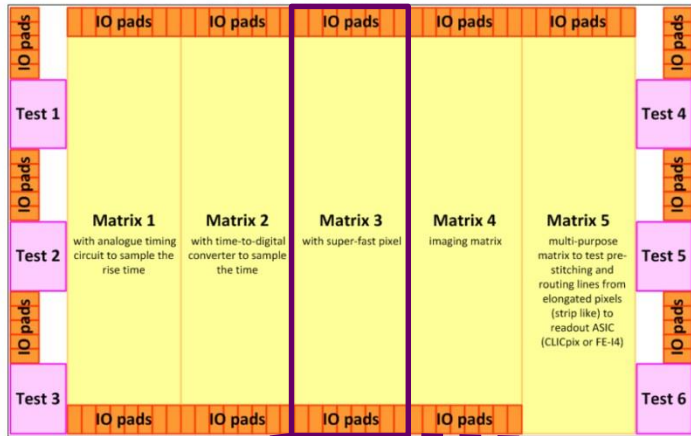 IO pads
IO pads
IO pads
IO pads
IO pads
IO pads
IO pads
Test 1
Test 4
IO pads
IO pads
Matrix 1
with analogue timing
circuit to sample the
rise time
Matrix 2
with time-to-digital
converter to sample
the time
Matrix 3
with super-fast pixel
Matrix 4
imaging matrix
Matrix 5
multi-purpose
matrix to test pre-
stitching and
routing lines from
elongated pixels
(strip like) to
readout ASIC
(CLICpix or FE-I4)
Test 2
Test 5
IO pads
IO pads
Test 3
Test 6
IO pads
IO pads
IO pads
IO pads